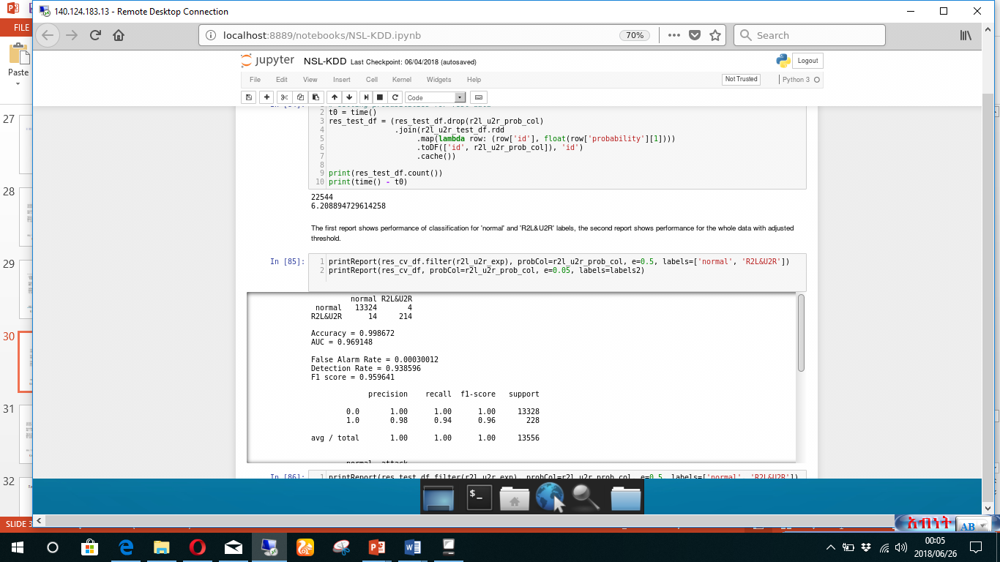 140.124.183.13 - Remote Desktop Connection
FILE
Paste
27
28
29
30
31
32
localhost:8889/notebooks/NSL-KDD.ipynb
70%
Search
jupyter NSL-KDD Last Checkpoint: 06/04/2018 (autosaved)
Logout
File Edit View Insert Cell Kernel Widgets Help
Not Trusted
Python 3
Code
2 t0 = time()
3 res_test_df = (res_test_df.drop(r2l_u2r_prob_col)
4 .join(r2l_u2r_test_df.rdd
5 .map(lambda row: (row['id'], float(row['probability'][1])))
6 .toDF(['id', r2l_u2r_prob_col]), 'id')
7 .cache())
8
9 print(res_test_df.count())
10 print(time() - t0)
22544
6.208894729614258
The first report shows performance of classification for 'normal' and 'R2L&U2R' labels, the second report shows performance for the whole data with adjusted
threshold.
In [85]:
1 printReport(res_cv_df.filter(r2l_u2r_exp), probCol=r2l_u2r_prob_col, e=0.5, labels=['normal', 'R2L&U2R'])
2 printReport(res_cv_df, probCol=r2l_u2r_prob_col, e=0.05, labels=labels2)
normal R2L&U2R
normal 13324 4
R2L&U2R 14 214
Accuracy = 0.998672
AUC = 0.969148
False Alarm Rate = 0.00030012
Detection Rate = 0.938596
F1 score = 0.959641
precision recall f1-score support
0.0 1.00 1.00 1.00 13328
1.0 0.98 0.94 0.96 228
avg / total 1.00 1.00 1.00 13556
normal attack
In [86]:
1 printReport(res_test_df.filter(r2l_u2r_exp), probCol=r2l_u2r_prob_col, e=0.5, labels=['normal', 'R2L&U2R'])
$_
SLIDE 3
አብነት
AB
00:05
2018/06/26